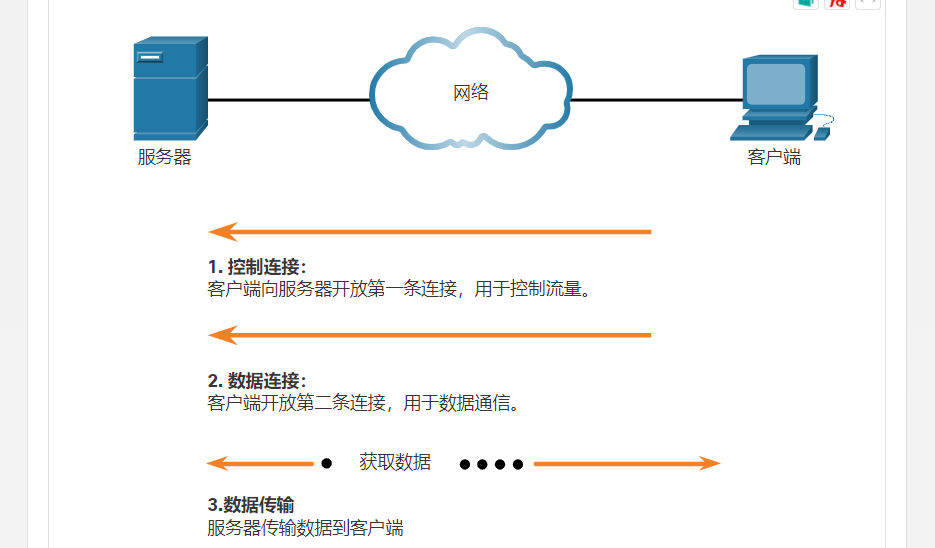 网络
服务器
客户端
1. 控制连接：
客户端向服务器开放第一条连接，用于控制流量。
2. 数据连接：
客户端开放第二条连接，用于数据通信。
获取数据
3.数据传输
服务器传输数据到客户端